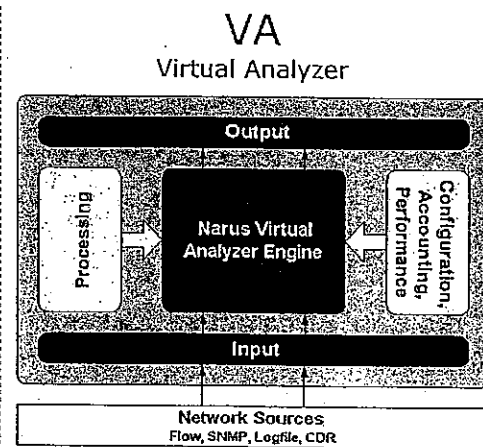 VA
Virtual Analyzer
Output
Processing
Narus Virtual
Analyzer Engine
Configuration,
Accounting,
Performance
Input
Network Sources
Flow, SNMP, Logfile, CDR